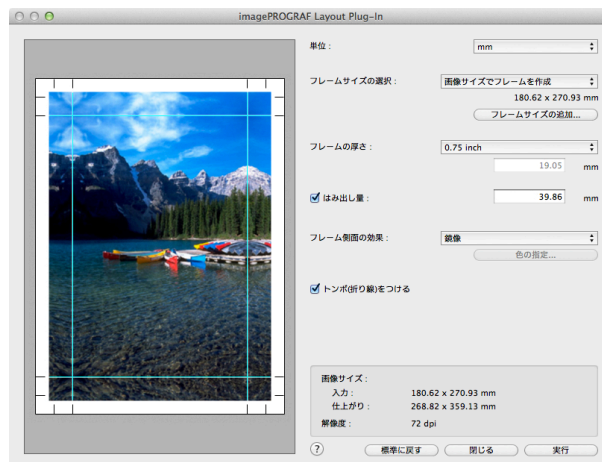 imagePROGRAF Layout Plug-In
単位 : mm
フレームサイズの選択 : 画像サイズでフレームを作成
180.62 x 270.93 mm
フレームサイズの追加...
フレームの厚さ : 0.75 inch
19.05 mm
はみ出し量 : 39.86 mm
フレーム側面の効果 : 鏡像
色の指定...
トンボ(折り線)をつける
画像サイズ :
入力 : 180.62 x 270.93 mm
仕上がり : 268.82 x 359.13 mm
解像度 : 72 dpi
? 標準に戻す 閉じる 実行